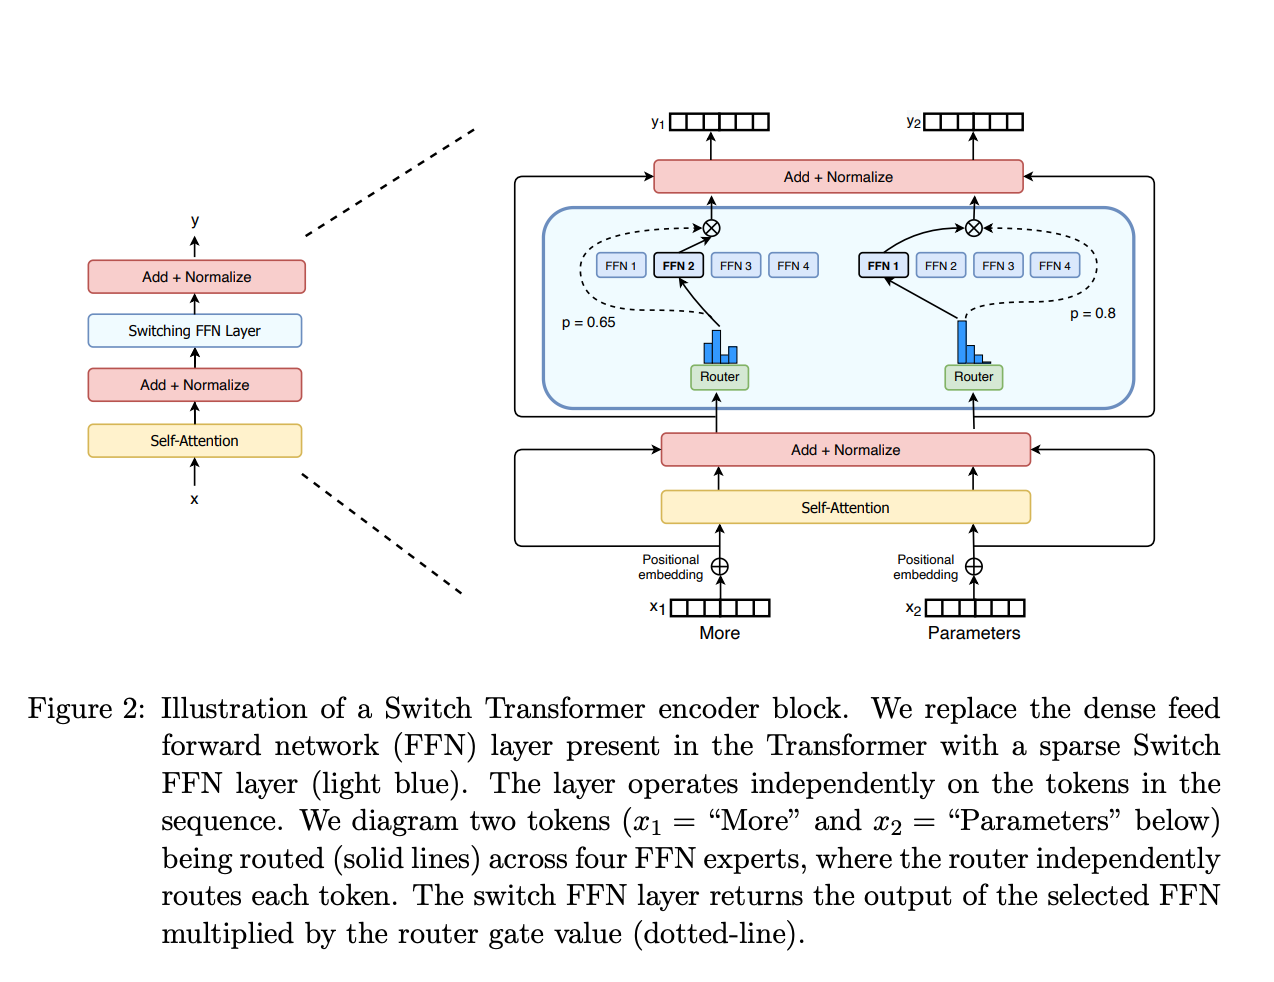 y
Add + Normalize
Switching FFN Layer
Add + Normalize
Self-Attention
x
y1
y2
Add + Normalize
FFN 1 FFN 2 FFN 3 FFN 4
FFN 1 FFN 2 FFN 3 FFN 4
p = 0.65
p = 0.8
Router
Router
Add + Normalize
Self-Attention
Positional
embedding
Positional
embedding
x1
x2
More
Parameters
Figure 2: Illustration of a Switch Transformer encoder block. We replace the dense feed
forward network (FFN) layer present in the Transformer with a sparse Switch
FFN layer (light blue). The layer operates independently on the tokens in the
sequence. We diagram two tokens (x1 = “More” and x2 = “Parameters” below)
being routed (solid lines) across four FFN experts, where the router independently
routes each token. The switch FFN layer returns the output of the selected FFN
multiplied by the router gate value (dotted-line).